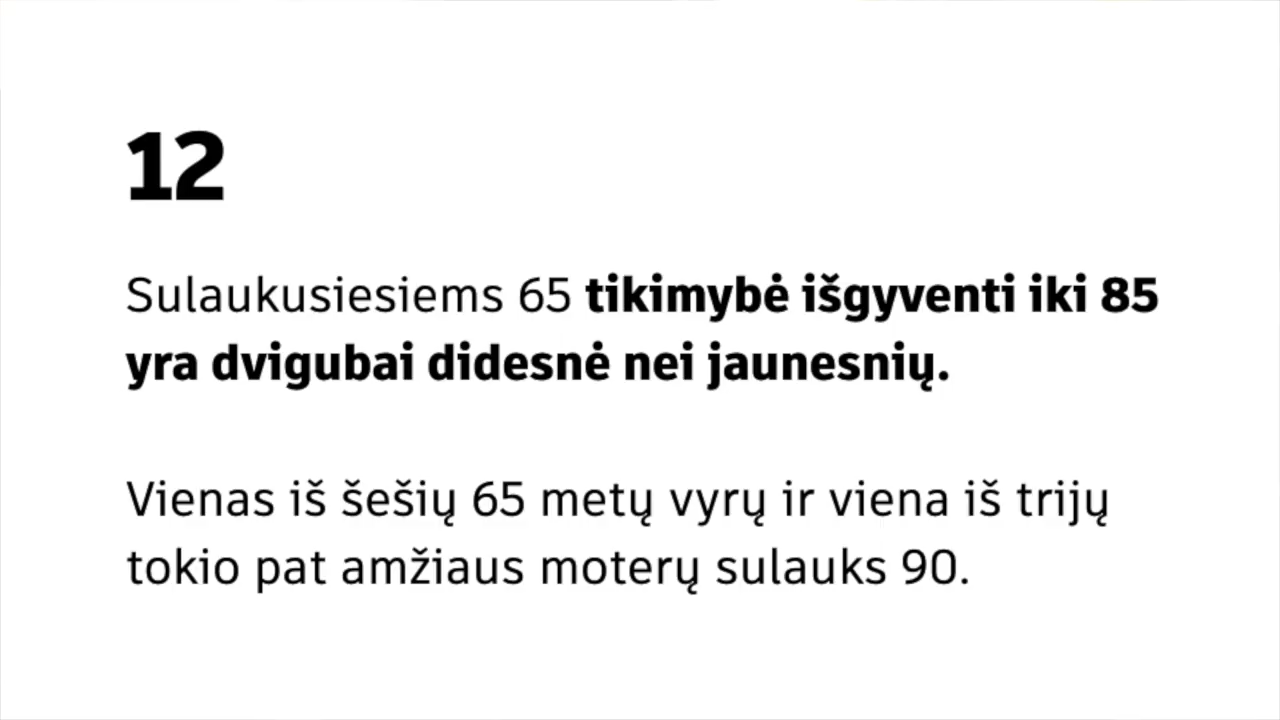 12
Sulaukusiesiems 65 tikimybė išgyventi iki 85
yra dvigubai didesnė nei jaunesnių.
Vienas iš šešių 65 metų vyrų ir viena iš trijų
tokio pat amžiaus moterų sulauks 90.